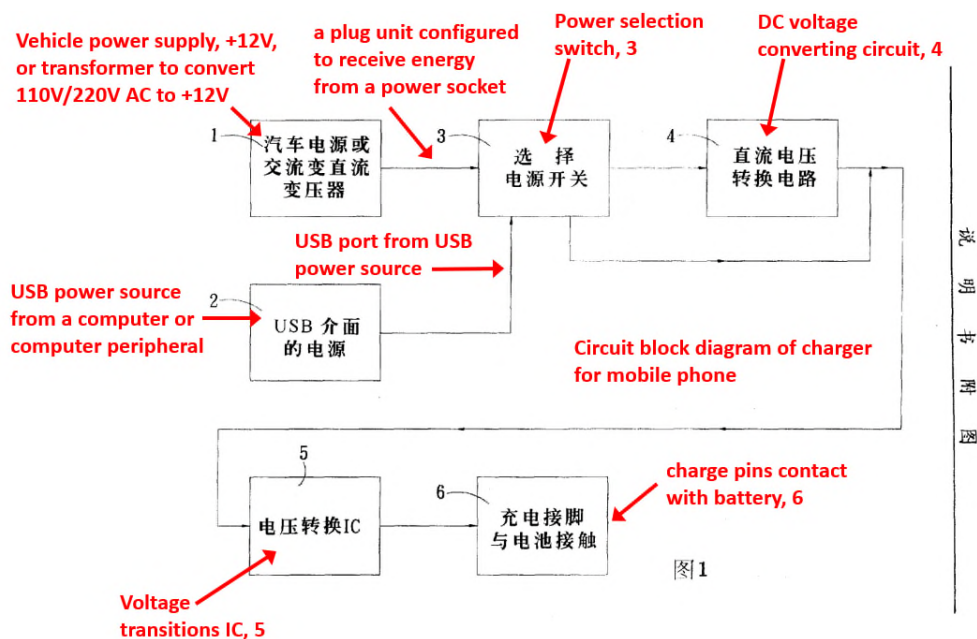 Vehicle power supply, +12V,
or transformer to convert
110V/220V AC to +12V
a plug unit configured
to receive energy
from a power socket
Power selection
switch, 3
DC voltage
converting circuit, 4
1
汽车电源或
交流变直流
变压器
3
选 择
电源开关
4
直流电压
转换电路
USB port from USB
power source
USB power source
from a computer or
computer peripheral
2
USB 介面
的电源
Circuit block diagram of charger
for mobile phone
说明书附图
5
电压转换IC
6
充电接脚
与电池接触
charge pins contact
with battery, 6
Voltage
transitions IC, 5
图1